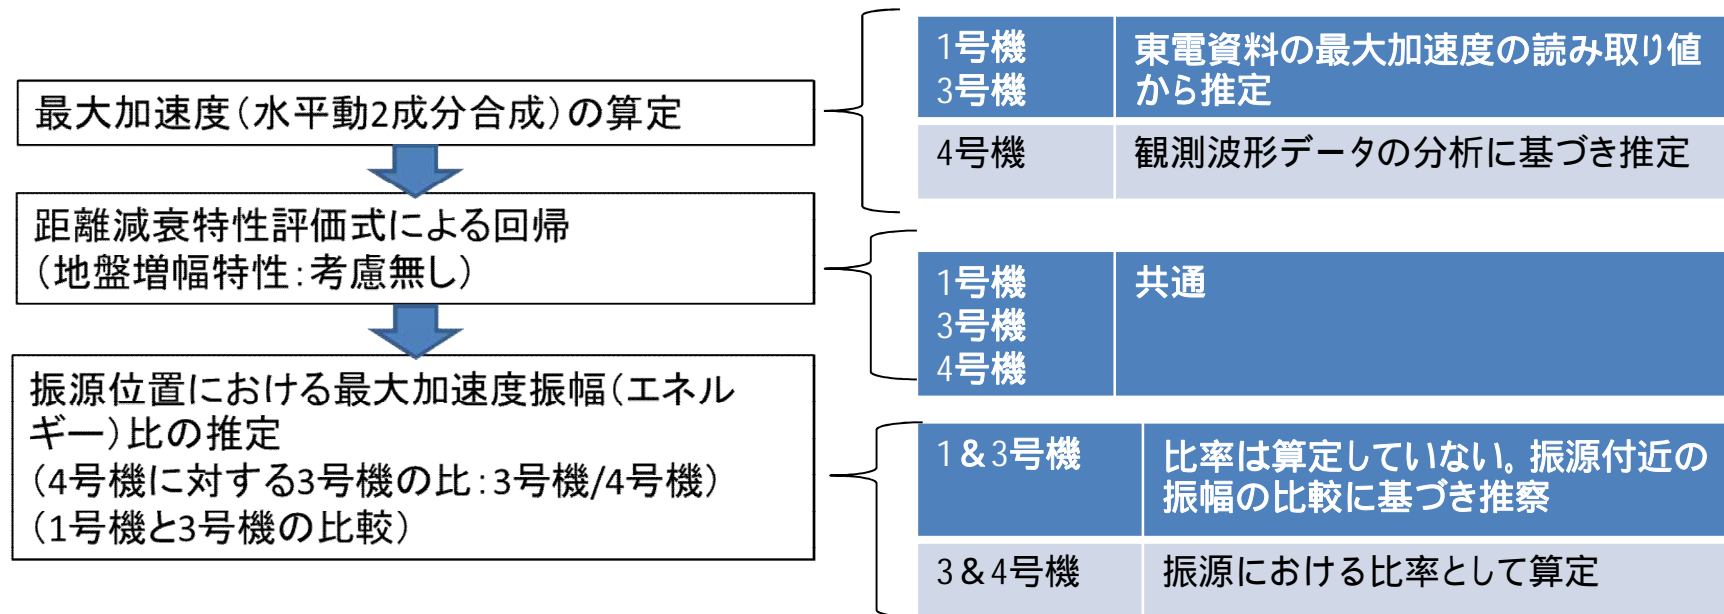 最大加速度（水平動2成分合成）の算定
距離減衰特性評価式による回帰
（地盤増幅特性：考慮無し）
振源位置における最大加速度振幅（エネル
ギー）比の推定
（4号機に対する3号機の比：3号機/4号機）
（1号機と3号機の比較）
1号機
3号機
東電資料の最大加速度の読み取り値
から推定
4号機
観測波形データの分析に基づき推定
1号機
3号機
4号機
共通
1＆3号機
比率は算定していない。振源付近の
振幅の比較に基づき推察
3＆4号機
振源における比率として算定